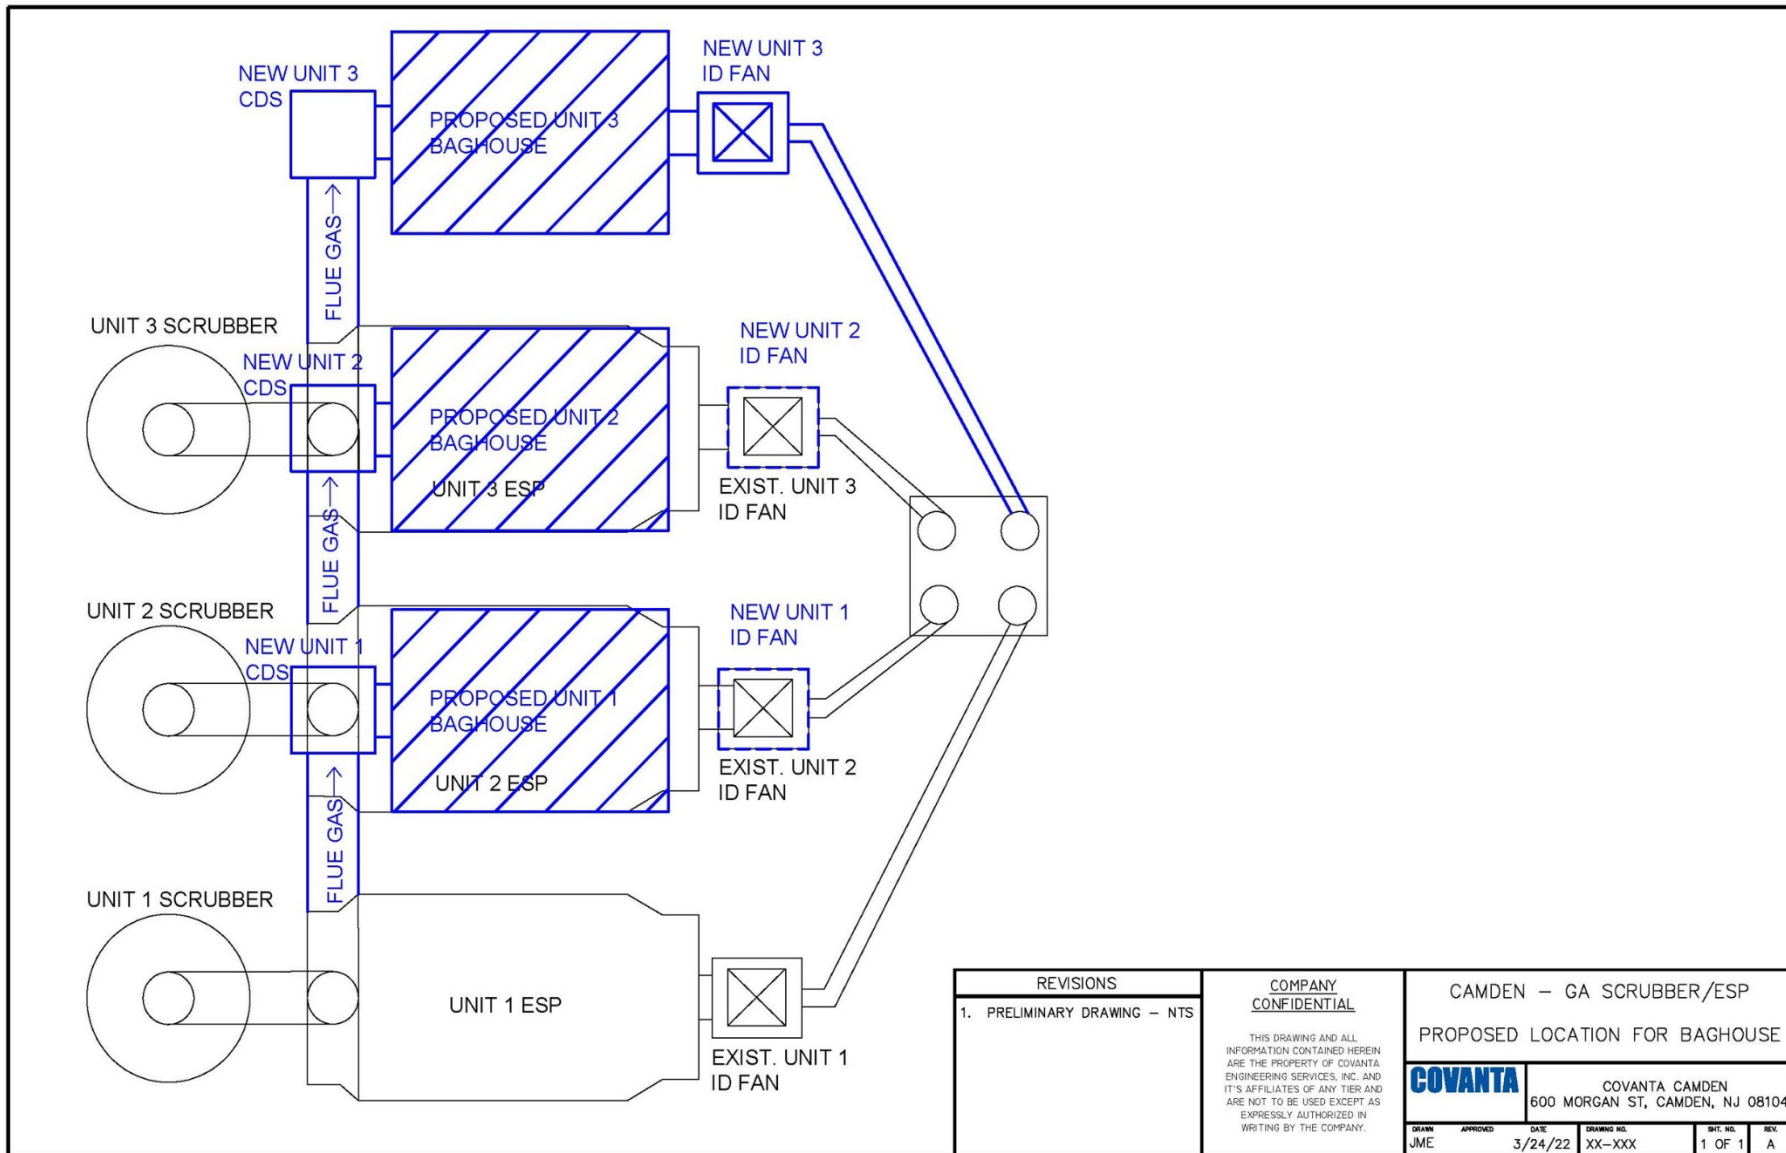 NEW UNIT 3
CDS
PROPOSED UNIT 3
BAGHOUSE
NEW UNIT 3
ID FAN
FLUE GAS
UNIT 3 SCRUBBER
NEW UNIT 2
CDS
PROPOSED UNIT 2
BAGHOUSE
UNIT 3 ESP
NEW UNIT 2
ID FAN
EXIST. UNIT 3
ID FAN
FLUE GAS
UNIT 2 SCRUBBER
NEW UNIT 1
CDS
PROPOSED UNIT 1
BAGHOUSE
UNIT 2 ESP
NEW UNIT 1
ID FAN
EXIST. UNIT 2
ID FAN
FLUE GAS
UNIT 1 SCRUBBER
UNIT 1 ESP
EXIST. UNIT 1
ID FAN
REVISIONS
1. PRELIMINARY DRAWING – NTS
COMPANY
CONFIDENTIAL
THIS DRAWING AND ALL
INFORMATION CONTAINED HEREIN
ARE THE PROPERTY OF COVANTA
ENGINEERING SERVICES, INC. AND
IT'S AFFILIATES OF ANY TIER AND
ARE NOT TO BE USED EXCEPT AS
EXPRESSLY AUTHORIZED IN
WRITING BY THE COMPANY.
CAMDEN – GA SCRUBBER/ESP
PROPOSED LOCATION FOR BAGHOUSE
COVANTA
COVANTA CAMDEN
600 MORGAN ST, CAMDEN, NJ 08104
DRAWN APPROVED DATE DRAWING NO. SHT. NO. REV.
JME 3/24/22 XX–XXX 1 OF 1 A